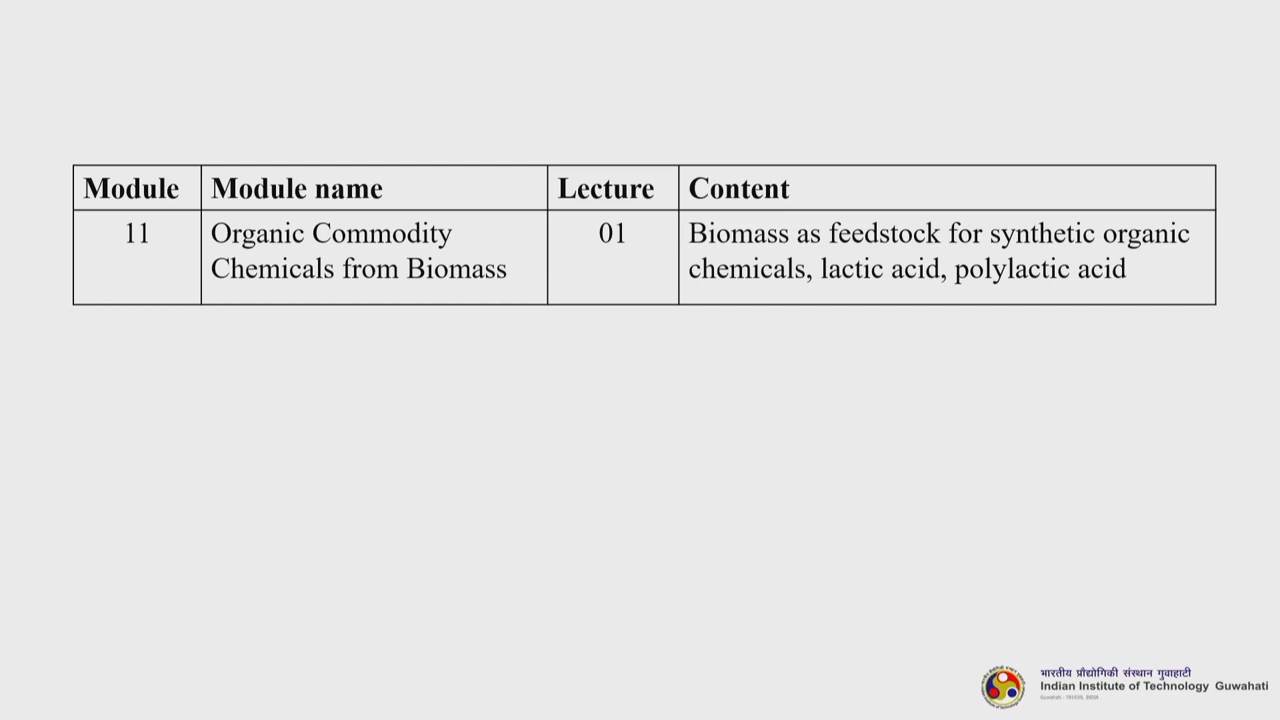 Module Module name Lecture Content
11 Organic Commodity 01 Biomass as feedstock for synthetic organic
Chemicals from Biomass chemicals, lactic acid, polylactic acid
भारतीय प्रौद्योगिकी संस्थान गुवाहाटी
Indian Institute of Technology Guwahati